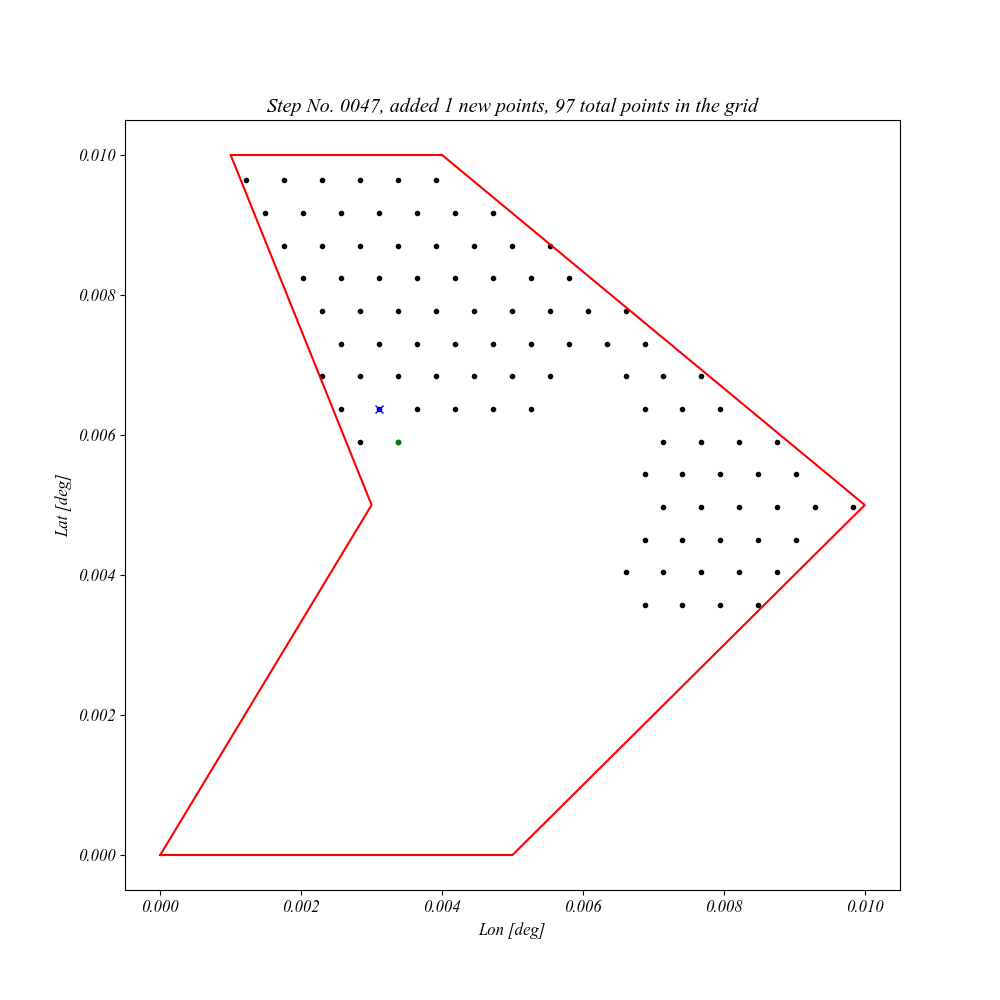 Step No. 0047, added 1 new points, 97 total points in the grid
0.010
0.008
0.006
0.004
0.002
0.000
Lat [deg]
0.000 0.002 0.004 0.006 0.008 0.010
Lon [deg]